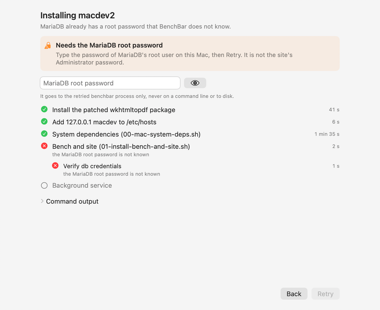 Installing macdev2
MariaDB already has a root password that BenchBar does not know.
Needs the MariaDB root password
Type the password of MariaDB's root user on this Mac, then Retry. It is not the site's
Administrator password.
MariaDB root password
It goes to the retried benchbar process only, never on a command line or to disk.
Install the patched wkhtmltopdf package 41 s
Add 127.0.0.1 macdev to /etc/hosts 6 s
System dependencies (00-mac-system-deps.sh) 1 min 35 s
Bench and site (01-install-bench-and-site.sh) 2 s
the MariaDB root password is not known
Verify db credentials 1 s
the MariaDB root password is not known
Background service
Command output
Back Retry